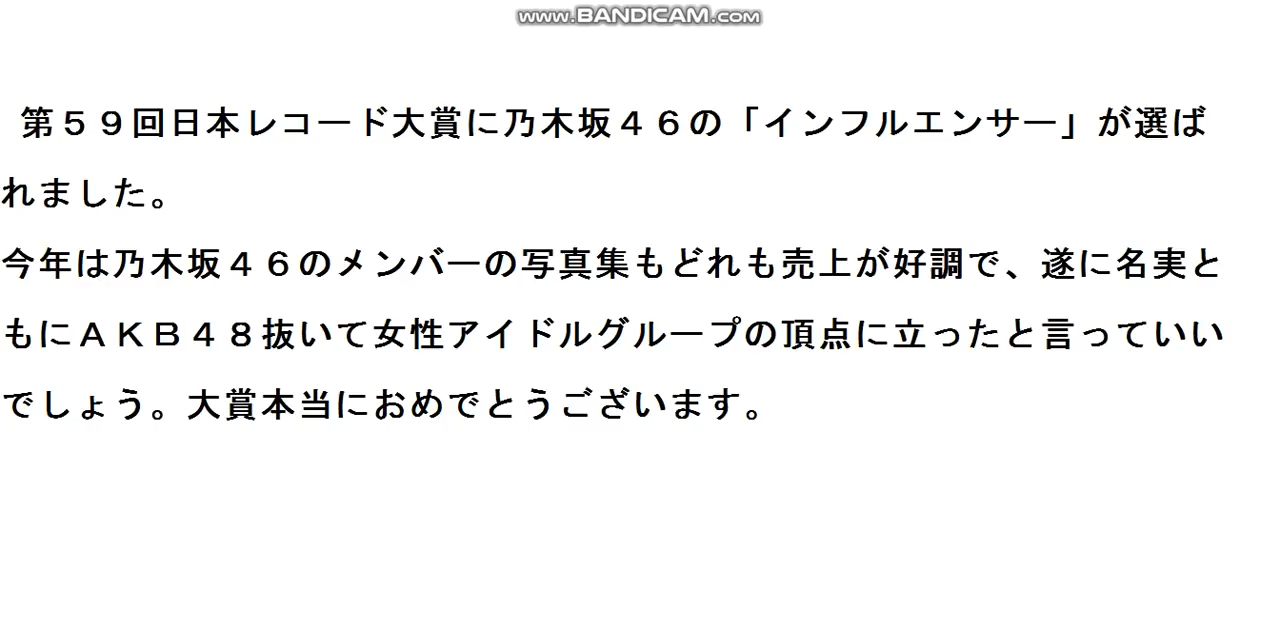 www.BANDICAM.com
第５９回日本レコード大賞に乃木坂４６の「インフルエンサー」が選ば
れました。
今年は乃木坂４６のメンバーの写真集もどれも売上が好調で、遂に名実と
もにＡＫＢ４８抜いて女性アイドルグループの頂点に立ったと言っていい
でしょう。大賞本当におめでとうございます。